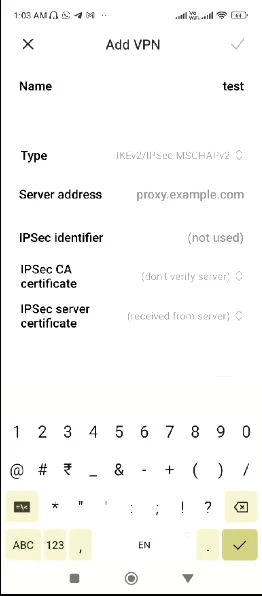 1:03 AM
64
Add VPN
Name test
Type IKEv2/IPSec MSCHAPv2
Server address proxy.example.com
IPSec identifier (not used)
IPSec CA
certificate (don't verify server)
IPSec server
certificate (received from server)
1 2 3 4 5 6 7 8 9 0
@ # ₹ _ & - + ( ) /
=\< * " ' : ; ! ?
ABC 123 , EN .